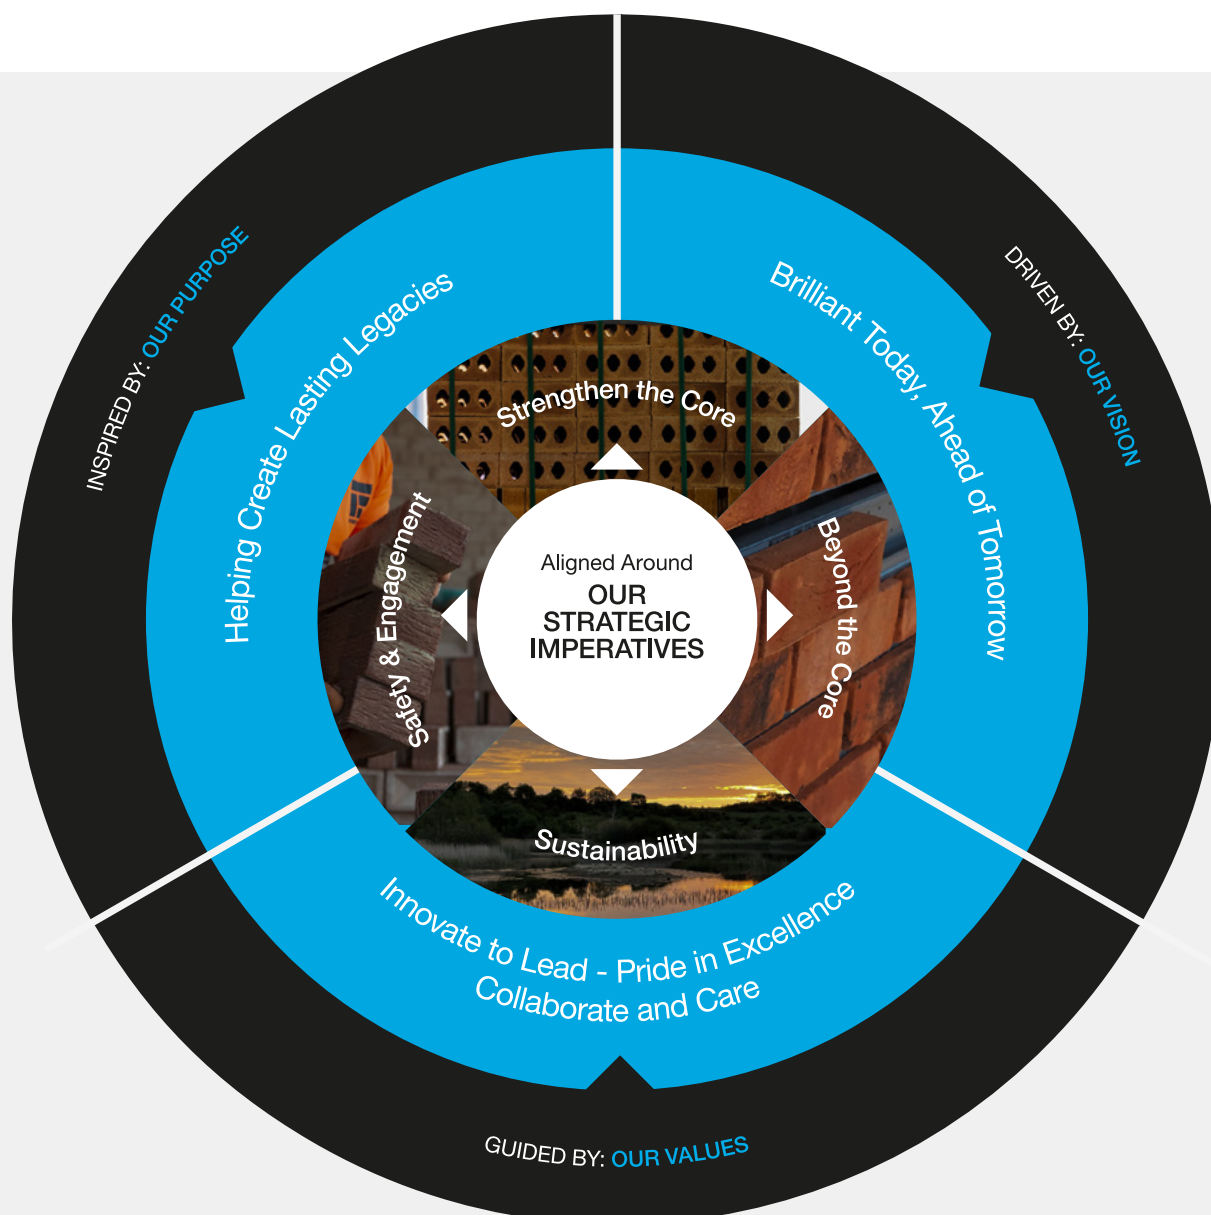 INSPIRED BY: OUR PURPOSE
Helping Create Lasting Legacies
DRIVEN BY: OUR VISION
Brilliant Today, Ahead of Tomorrow
Strengthen the Core
Safety & Engagement
Aligned Around
OUR
STRATEGIC
IMPERATIVES
Beyond the Core
Sustainability
Innovate to Lead - Pride in Excellence
Collaborate and Care
GUIDED BY: OUR VALUES